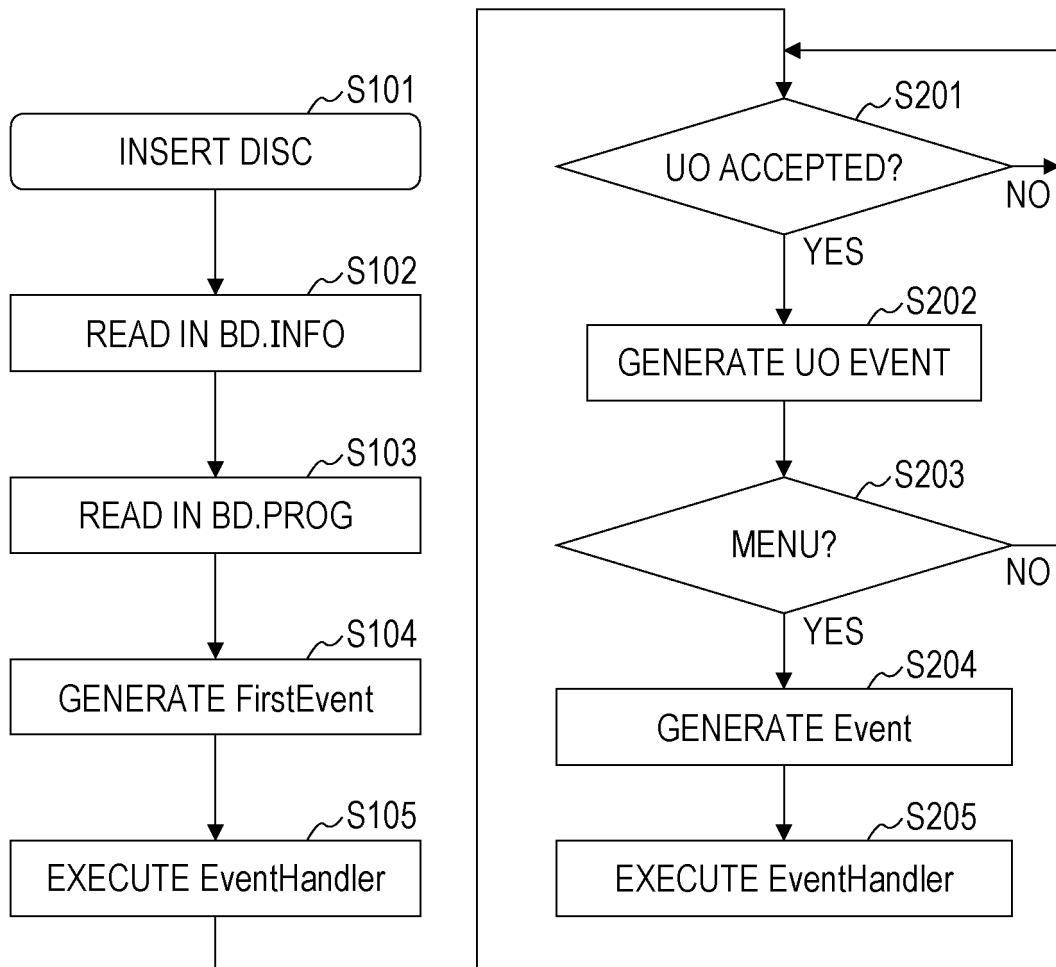 S101
INSERT DISC
S102
READ IN BD.INFO
S103
READ IN BD.PROG
S104
GENERATE FirstEvent
S105
EXECUTE EventHandler
S201
UO ACCEPTED?
NO
YES
S202
GENERATE UO EVENT
S203
MENU?
NO
YES
S204
GENERATE Event
S205
EXECUTE EventHandler